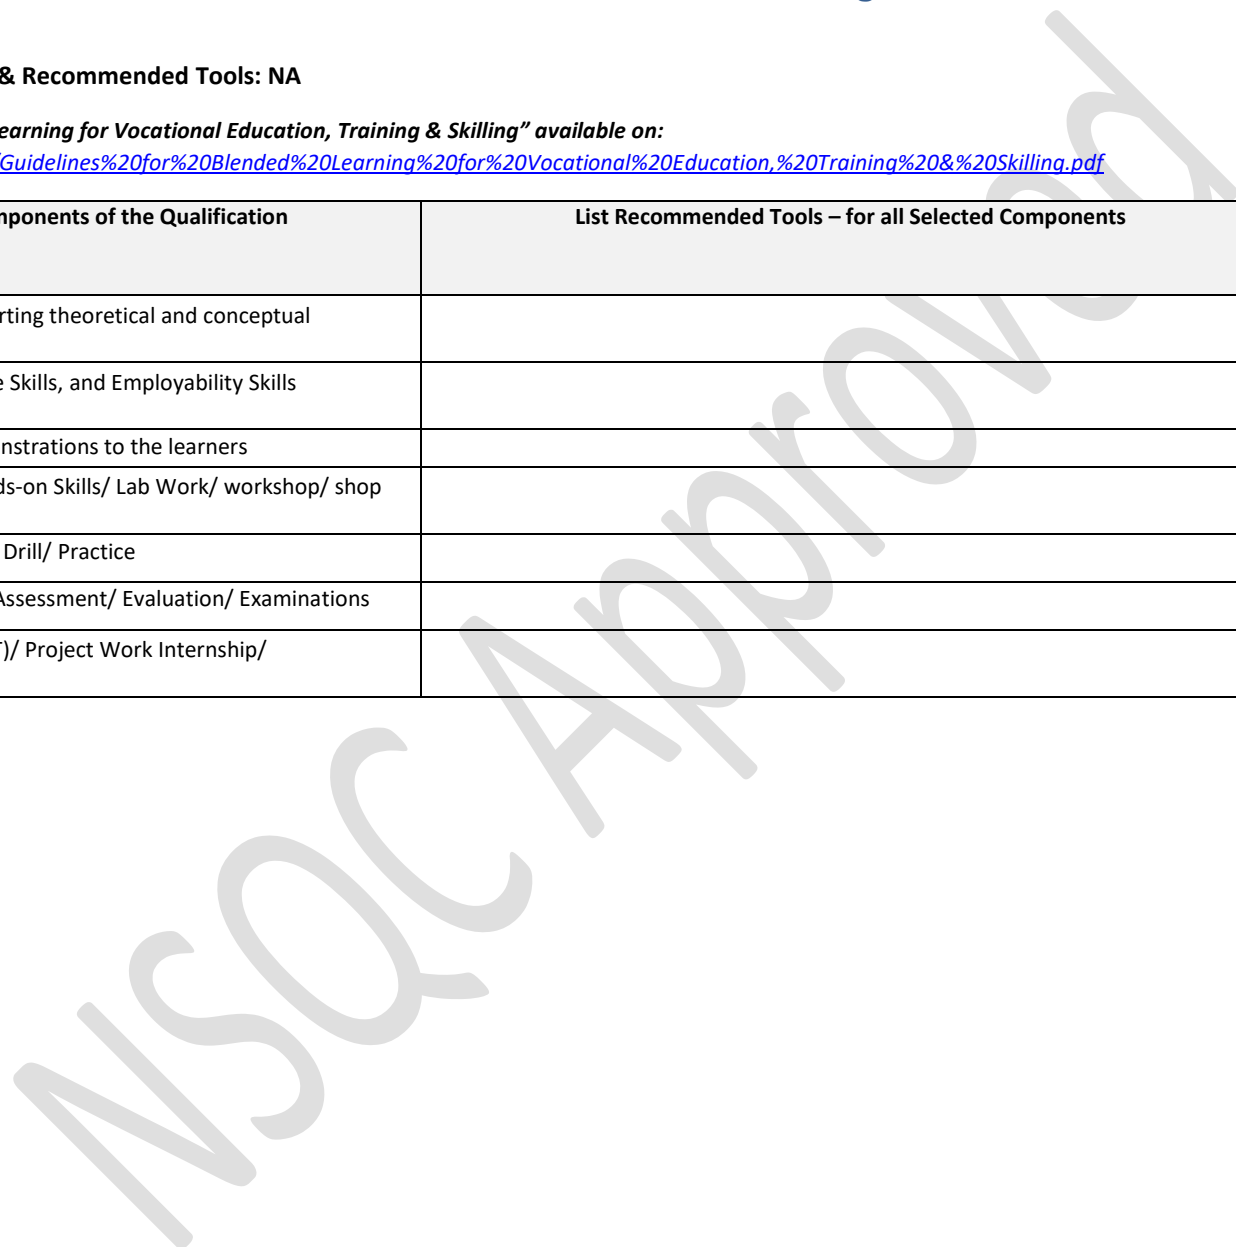 & Recommended Tools: NA
earning for Vocational Education, Training & Skilling” available on:
Guidelines%20for%20Blended%20Learning%20for%20Vocational%20Education,%20Training%20&%20Skilling.pdf
mponents of the Qualification
List Recommended Tools – for all Selected Components
rting theoretical and conceptual
e Skills, and Employability Skills
nstrations to the learners
ds-on Skills/ Lab Work/ workshop/ shop
Drill/ Practice
Assessment/ Evaluation/ Examinations
T)/ Project Work Internship/
NSQC Approved